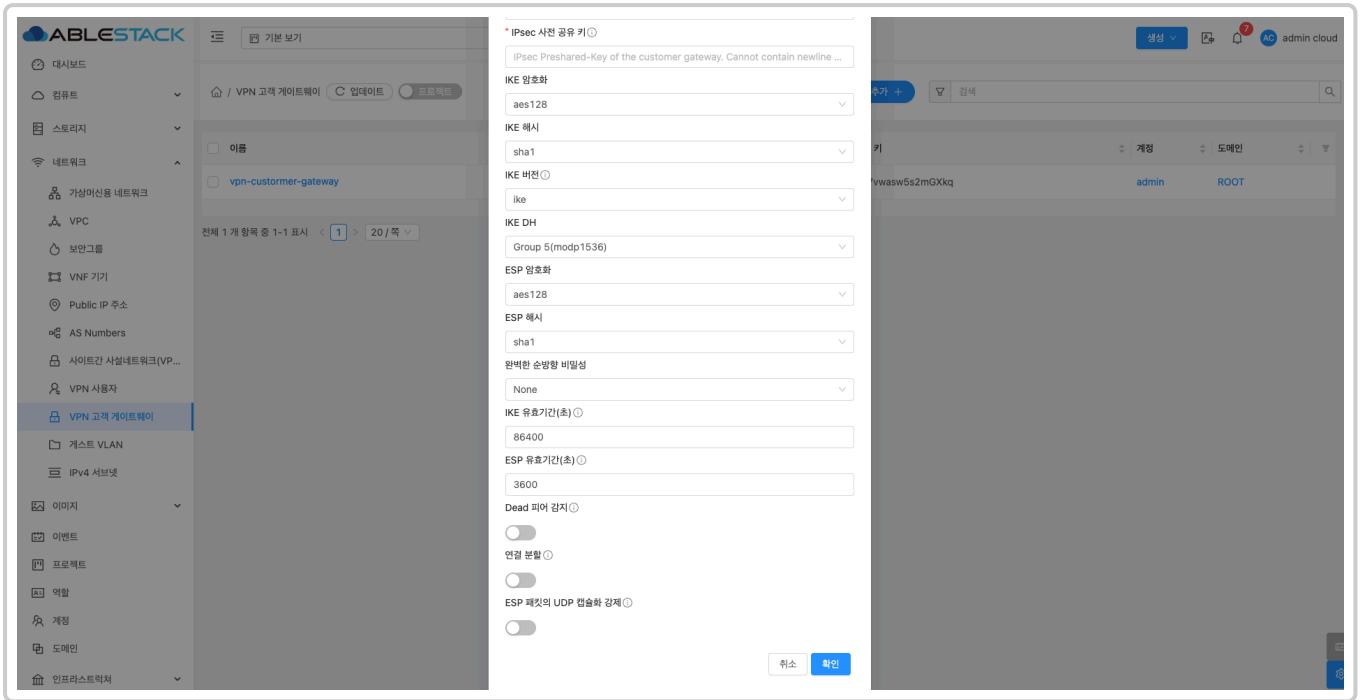 ABLESTACK
기본 보기
생성
7
AC
admin cloud
대시보드
컴퓨트
스토리지
네트워크
가상머신용 네트워크
VPC
보안그룹
VNF 기기
Public IP 주소
AS Numbers
사이트간 사설네트워크(VP...
VPN 사용자
VPN 고객 게이트웨이
게스트 VLAN
IPv4 서브넷
이미지
이벤트
프로젝트
역할
계정
도메인
인프라스트럭쳐
/ VPN 고객 게이트웨이
업데이트
프로젝트
추가 +
검색
이름
키
계정
도메인
vpn-custormer-gateway
vwasw5s2mGXkq
admin
ROOT
전체 1 개 항목 중 1-1 표시 < 1 > 20 / 쪽
* IPsec 사전 공유 키
IPsec Preshared-Key of the customer gateway. Cannot contain newline ...
IKE 암호화
aes128
IKE 해시
sha1
IKE 버전
ike
IKE DH
Group 5(modp1536)
ESP 암호화
aes128
ESP 해시
sha1
완벽한 순방향 비밀성
None
IKE 유효기간(초)
86400
ESP 유효기간(초)
3600
Dead 피어 감지
연결 분할
ESP 패킷의 UDP 캡슐화 강제
취소
확인